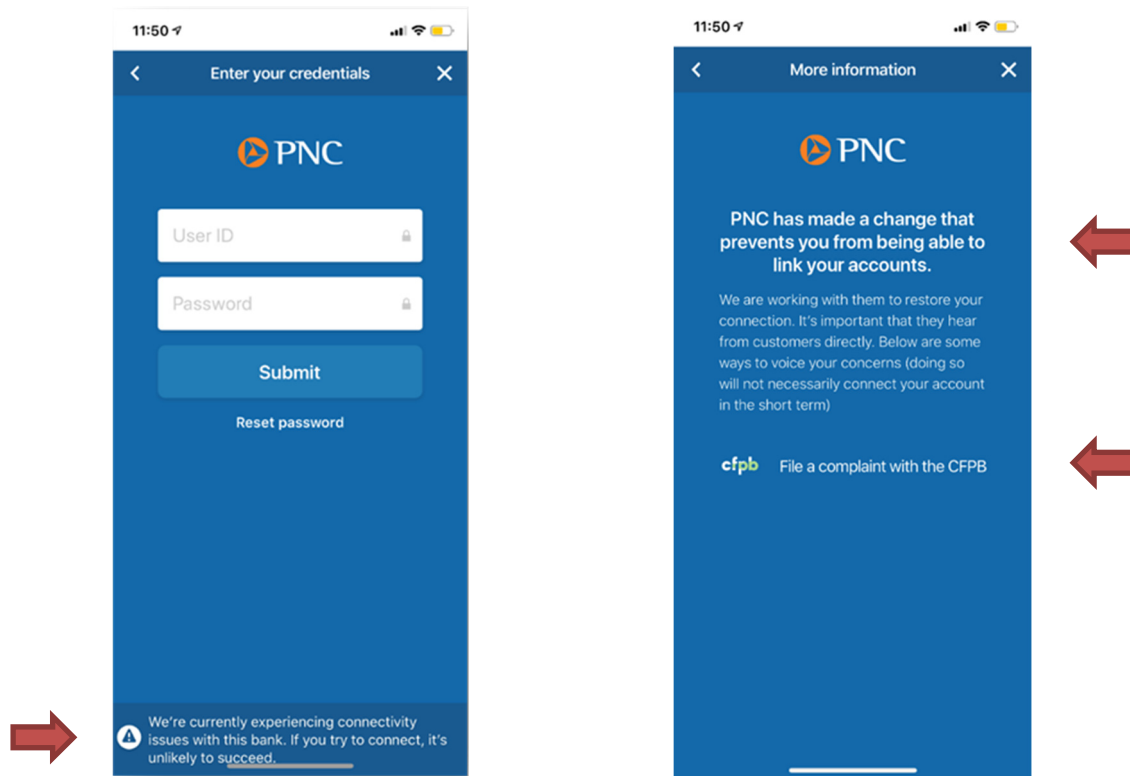 11:50
Enter your credentials
PNC
User ID
Password
Submit
Reset password
We're currently experiencing connectivity
issues with this bank. If you try to connect, it's
unlikely to succeed.
11:50
More information
PNC
PNC has made a change that
prevents you from being able to
link your accounts.
We are working with them to restore your
connection. It's important that they hear
from customers directly. Below are some
ways to voice your concerns (doing so
will not necessarily connect your account
in the short term)
cfpb File a complaint with the CFPB